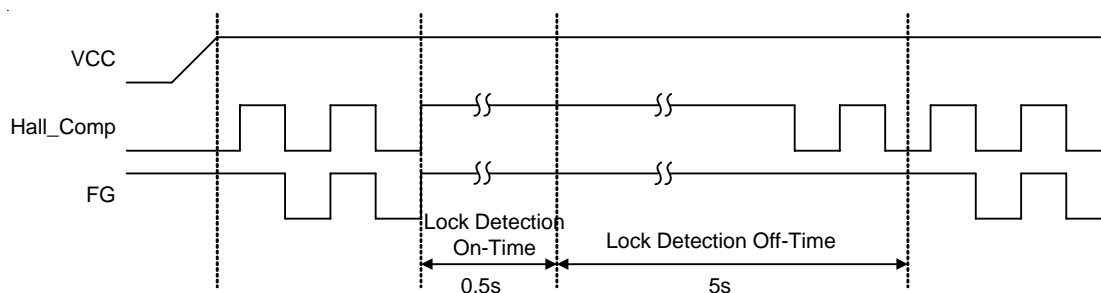 VCC
Hall_Comp
FG
Lock Detection
On-Time
Lock Detection Off-Time
0.5s
5s